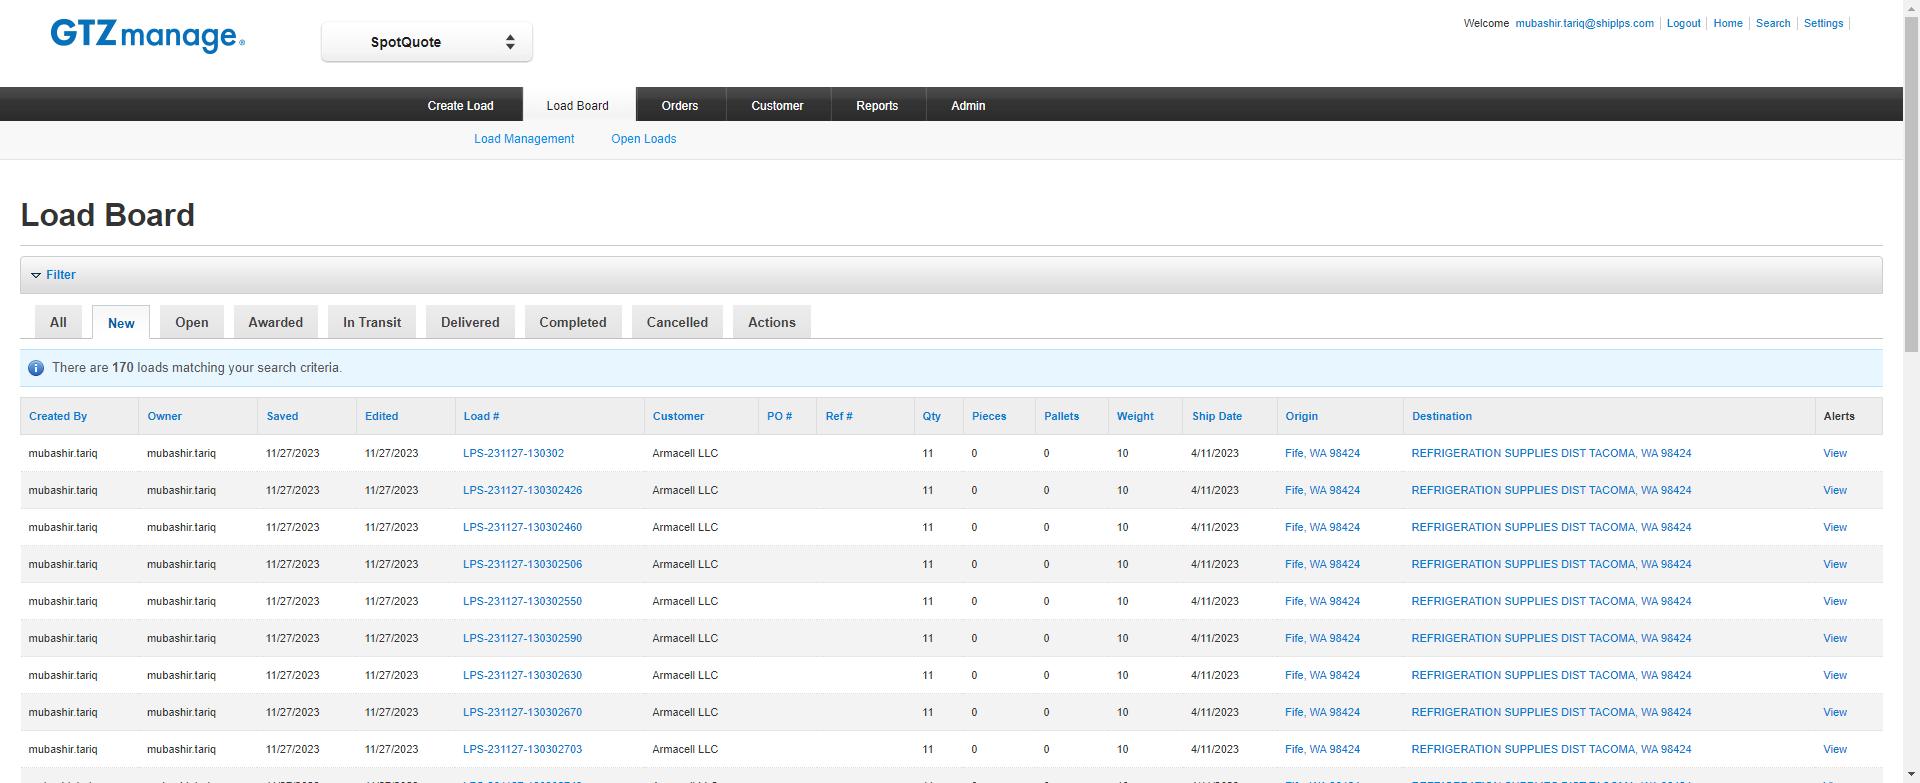 GTZmanage®
SpotQuote
Welcome mubashir.tariq@shiplps.com Logout Home Search Settings
Create Load Load Board Orders Customer Reports Admin
Load Management Open Loads
Load Board
Filter
All New Open Awarded In Transit Delivered Completed Cancelled Actions
There are 170 loads matching your search criteria.
Created By Owner Saved Edited Load # Customer PO # Ref # Qty Pieces Pallets Weight Ship Date Origin Destination Alerts
mubashir.tariq mubashir.tariq 11/27/2023 11/27/2023 LPS-231127-130302 Armacell LLC 11 0 0 10 4/11/2023 Fife, WA 98424 REFRIGERATION SUPPLIES DIST TACOMA, WA 98424 View
mubashir.tariq mubashir.tariq 11/27/2023 11/27/2023 LPS-231127-130302426 Armacell LLC 11 0 0 10 4/11/2023 Fife, WA 98424 REFRIGERATION SUPPLIES DIST TACOMA, WA 98424 View
mubashir.tariq mubashir.tariq 11/27/2023 11/27/2023 LPS-231127-130302460 Armacell LLC 11 0 0 10 4/11/2023 Fife, WA 98424 REFRIGERATION SUPPLIES DIST TACOMA, WA 98424 View
mubashir.tariq mubashir.tariq 11/27/2023 11/27/2023 LPS-231127-130302506 Armacell LLC 11 0 0 10 4/11/2023 Fife, WA 98424 REFRIGERATION SUPPLIES DIST TACOMA, WA 98424 View
mubashir.tariq mubashir.tariq 11/27/2023 11/27/2023 LPS-231127-130302550 Armacell LLC 11 0 0 10 4/11/2023 Fife, WA 98424 REFRIGERATION SUPPLIES DIST TACOMA, WA 98424 View
mubashir.tariq mubashir.tariq 11/27/2023 11/27/2023 LPS-231127-130302590 Armacell LLC 11 0 0 10 4/11/2023 Fife, WA 98424 REFRIGERATION SUPPLIES DIST TACOMA, WA 98424 View
mubashir.tariq mubashir.tariq 11/27/2023 11/27/2023 LPS-231127-130302630 Armacell LLC 11 0 0 10 4/11/2023 Fife, WA 98424 REFRIGERATION SUPPLIES DIST TACOMA, WA 98424 View
mubashir.tariq mubashir.tariq 11/27/2023 11/27/2023 LPS-231127-130302670 Armacell LLC 11 0 0 10 4/11/2023 Fife, WA 98424 REFRIGERATION SUPPLIES DIST TACOMA, WA 98424 View
mubashir.tariq mubashir.tariq 11/27/2023 11/27/2023 LPS-231127-130302703 Armacell LLC 11 0 0 10 4/11/2023 Fife, WA 98424 REFRIGERATION SUPPLIES DIST TACOMA, WA 98424 View